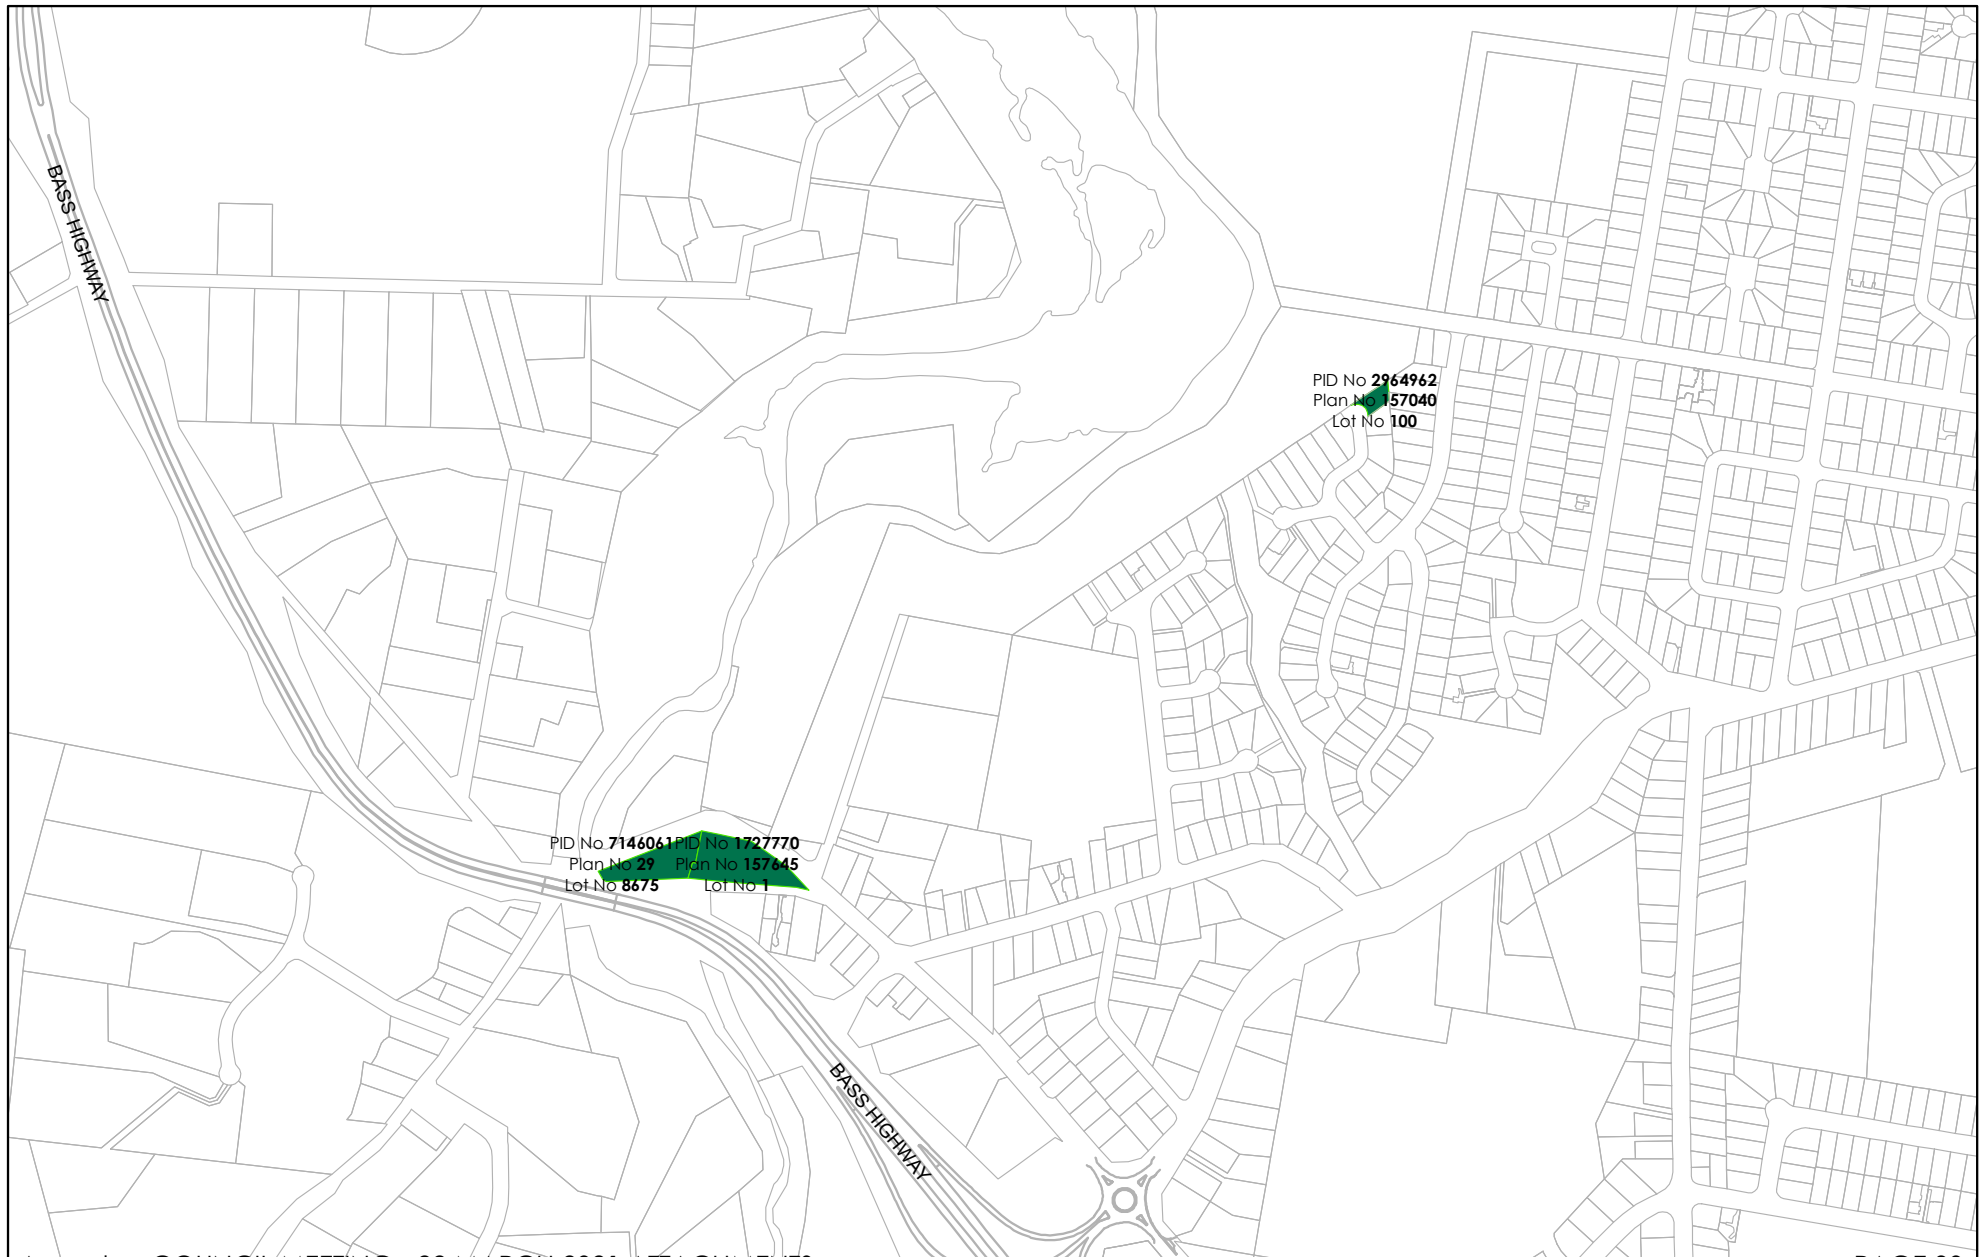 BASS HIGHWAY
PID No 2964962
Plan No 157040
Lot No 100
PID No 7146061 PID No 1727770
Plan No 29 Plan No 157645
Lot No 8675 Lot No 1
BASS HIGHWAY